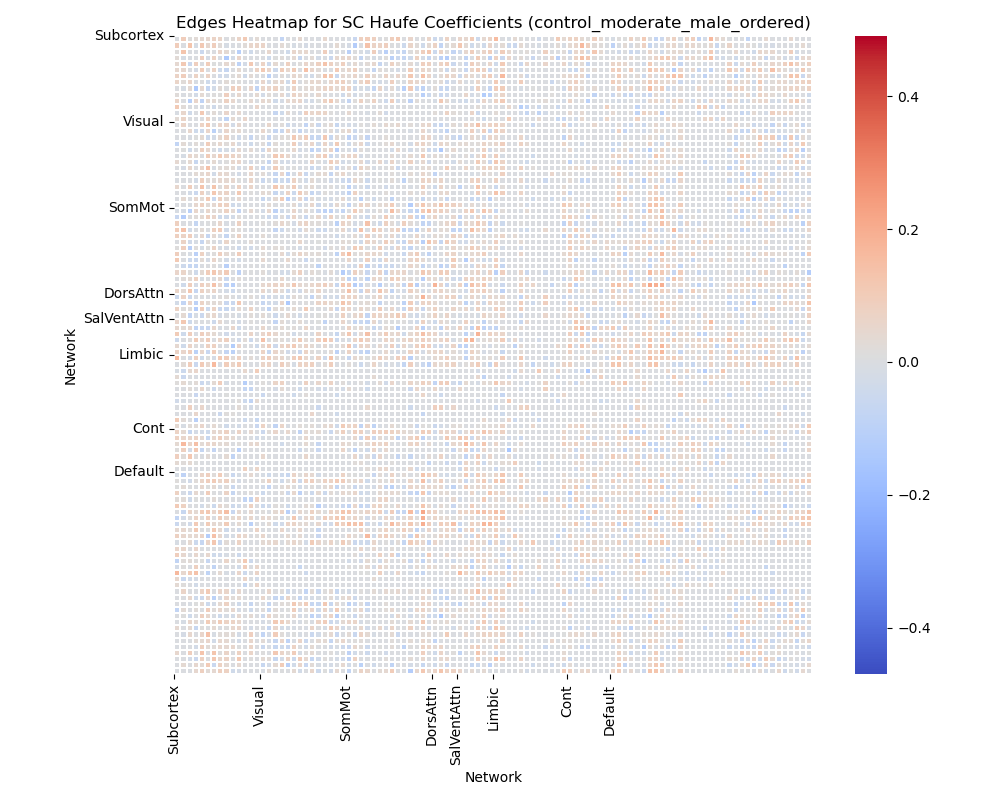 Edges Heatmap for SC Haufe Coefficients (control_moderate_male_ordered)
Subcortex
Visual
SomMot
DorsAttn
SalVentAttn
Limbic
Cont
Default
Network
Subcortex
Visual
SomMot
DorsAttn
SalVentAttn
Limbic
Cont
Default
Network
0.4
0.2
0.0
−0.2
−0.4